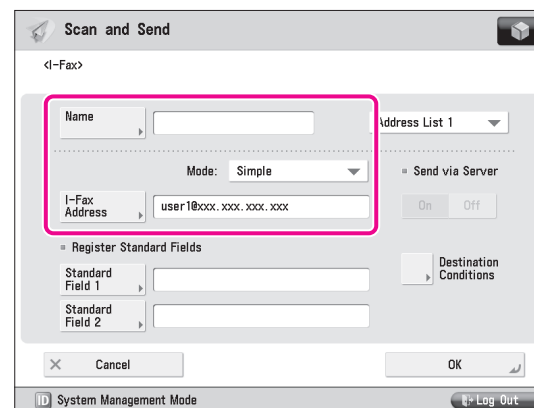 Scan and Send
<I-Fax>
Name
Address List 1
Mode: Simple
Send via Server
I-Fax
Address
user1@xxx.xxx.xxx.xxx
On Off
Register Standard Fields
Destination
Conditions
Standard
Field 1
Standard
Field 2
Cancel
OK
ID System Management Mode
Log Out